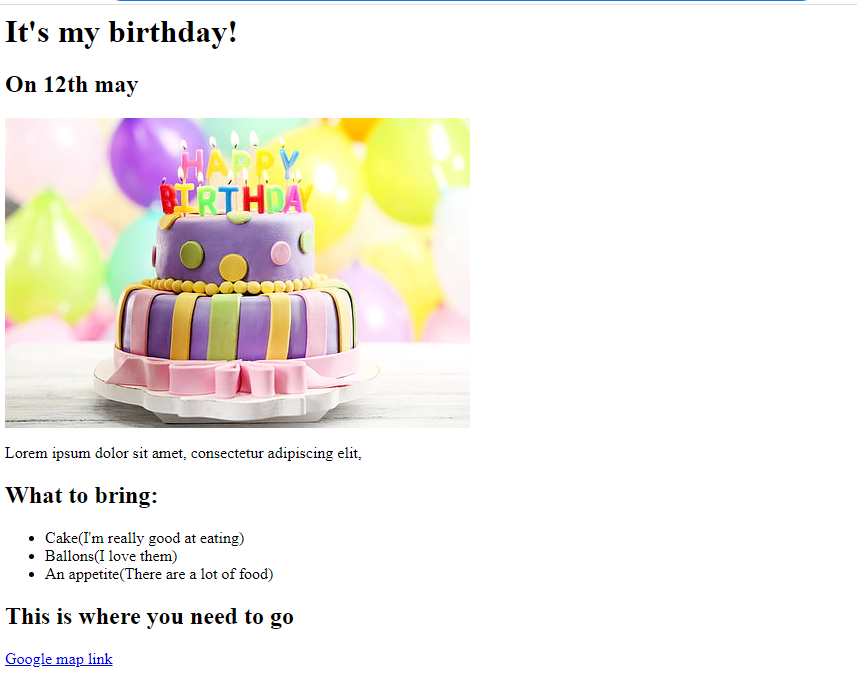 It's my birthday!
On 12th may
HAPPY
BIRTHDAY
Lorem ipsum dolor sit amet, consectetur adipiscing elit,
What to bring:
Cake(I'm really good at eating)
Ballons(I love them)
An appetite(There are a lot of food)
This is where you need to go
Google map link